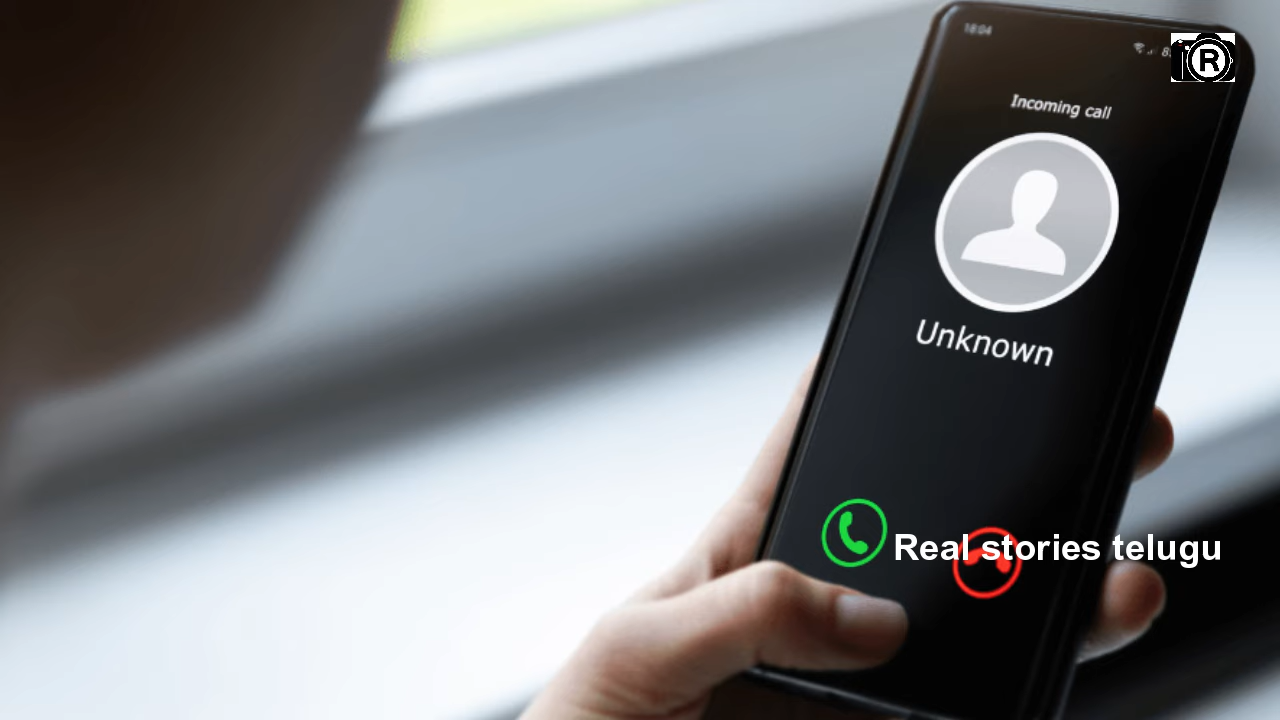 18:04
Incoming call
R
Unknown
Real stories telugu